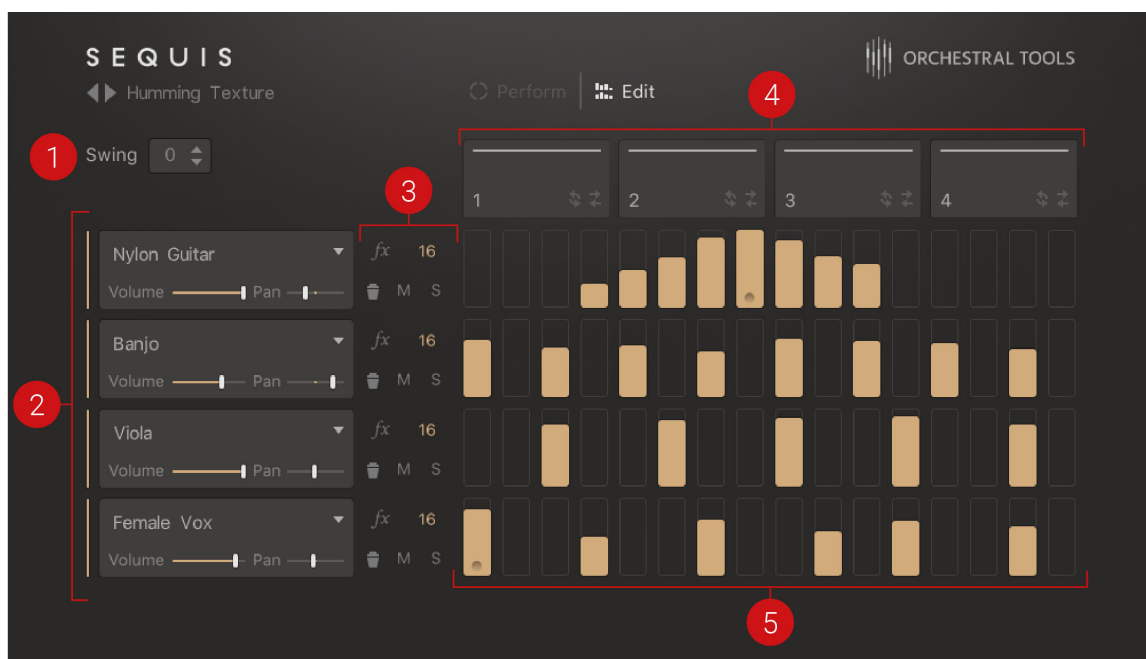 SEQUIS
ORCHESTRAL TOOLS
Humming Texture
Perform
Edit
4
1
Swing 0
3
1 2 3 4
Nylon Guitar fx 16
Volume Pan M S
Banjo fx 16
Volume Pan M S
2
Viola fx 16
Volume Pan M S
Female Vox fx 16
Volume Pan M S
5